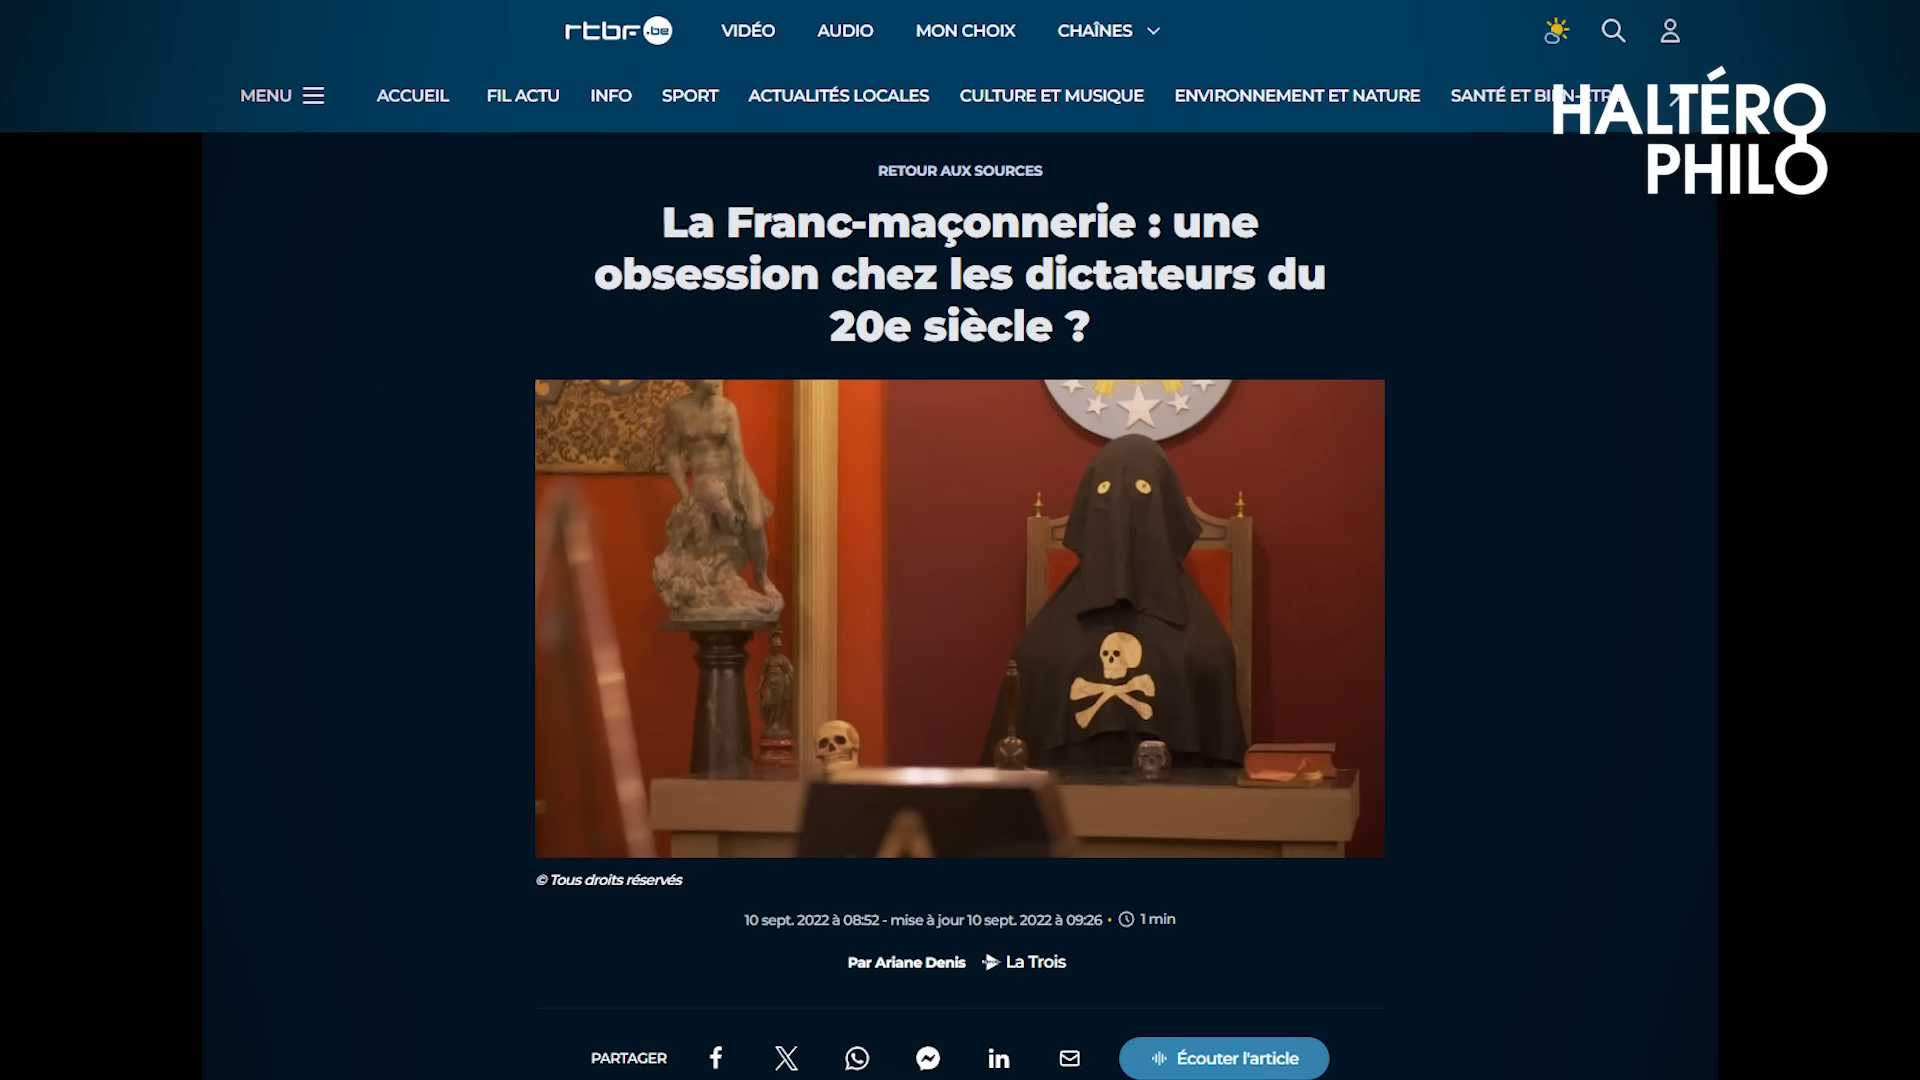 rtbf.be VIDÉO AUDIO MON CHOIX CHAÎNES
MENU ACCUEIL FIL ACTU INFO SPORT ACTUALITÉS LOCALES CULTURE ET MUSIQUE ENVIRONNEMENT ET NATURE SANTÉ ET BIEN-ÊTR
HALTÉRO
PHILO
RETOUR AUX SOURCES
La Franc-maçonnerie : une
obsession chez les dictateurs du
20e siècle ?
© Tous droits réservés
10 sept. 2022 à 08:52 - mise à jour 10 sept. 2022 à 09:26 • 1 min
Par Ariane Denis La Trois
PARTAGER Écouter l'article